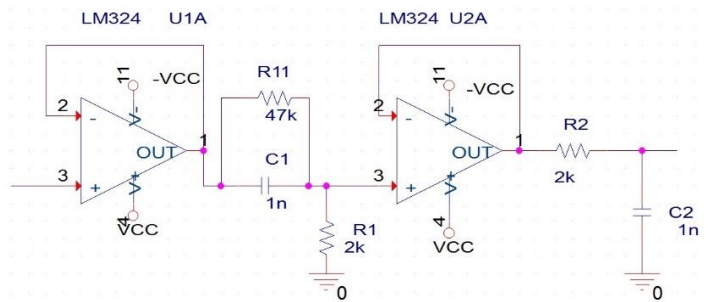 LM324 U1A
LM324 U2A
11
-VCC
2
-
V-
OUT
1
3
+
V+
4
VCC
R11
47k
C1
1n
R1
2k
0
11
-VCC
2
-
V-
OUT
1
3
+
V+
4
VCC
R2
2k
C2
1n
0